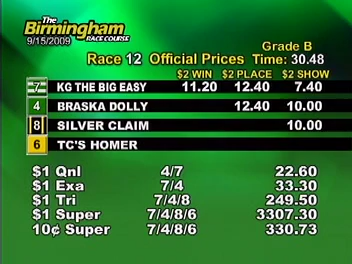 The
Birmingham
RACE COURSE
9/15/2009
Grade B
Race 12 Official Prices Time: 30.48
$2 WIN $2 PLACE $2 SHOW
7 KG THE BIG EASY 11.20 12.40 7.40
4 BRASKA DOLLY 12.40 10.00
8 SILVER CLAIM 10.00
6 TC'S HOMER
$1 Qnl 4/7 22.60
$1 Exa 7/4 33.30
$1 Tri 7/4/8 249.50
$1 Super 7/4/8/6 3307.30
10¢ Super 7/4/8/6 330.73